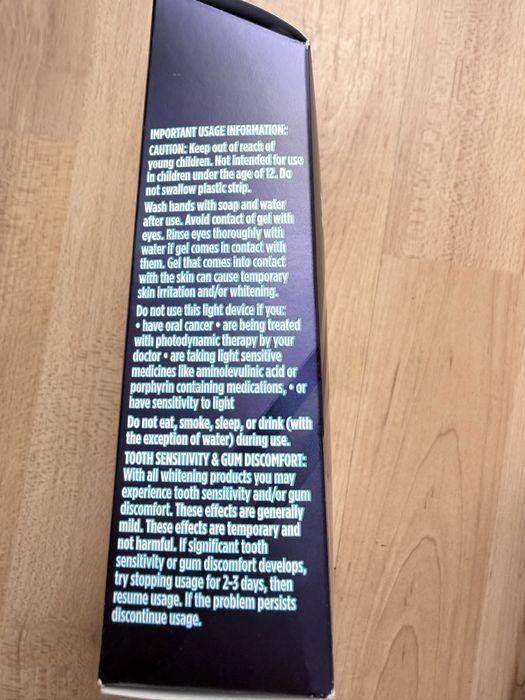 IMPORTANT USAGE INFORMATION:
CAUTION: Keep out of reach of
young children. Not intended for use
in children under the age of 12. Do
not swallow plastic strip.
Wash hands with soap and water
after use. Avoid contact of gel with
eyes. Rinse eyes thoroughly with
water if gel comes in contact with
them. Gel that comes into contact
with the skin can cause temporary
skin irritation and/or whitening.
Do not use this light device if you:
• have oral cancer • are being treated
with photodynamic therapy by your
doctor • are taking light sensitive
medicines like aminolevulinic acid or
porphyrin containing medications, • or
have sensitivity to light
Do not eat, smoke, sleep, or drink (with
the exception of water) during use.
TOOTH SENSITIVITY & GUM DISCOMFORT:
With all whitening products you may
experience tooth sensitivity and/or gum
discomfort. These effects are generally
mild. These effects are temporary and
not harmful. If significant tooth
sensitivity or gum discomfort develops,
try stopping usage for 2-3 days, then
resume usage. If the problem persists
discontinue usage.